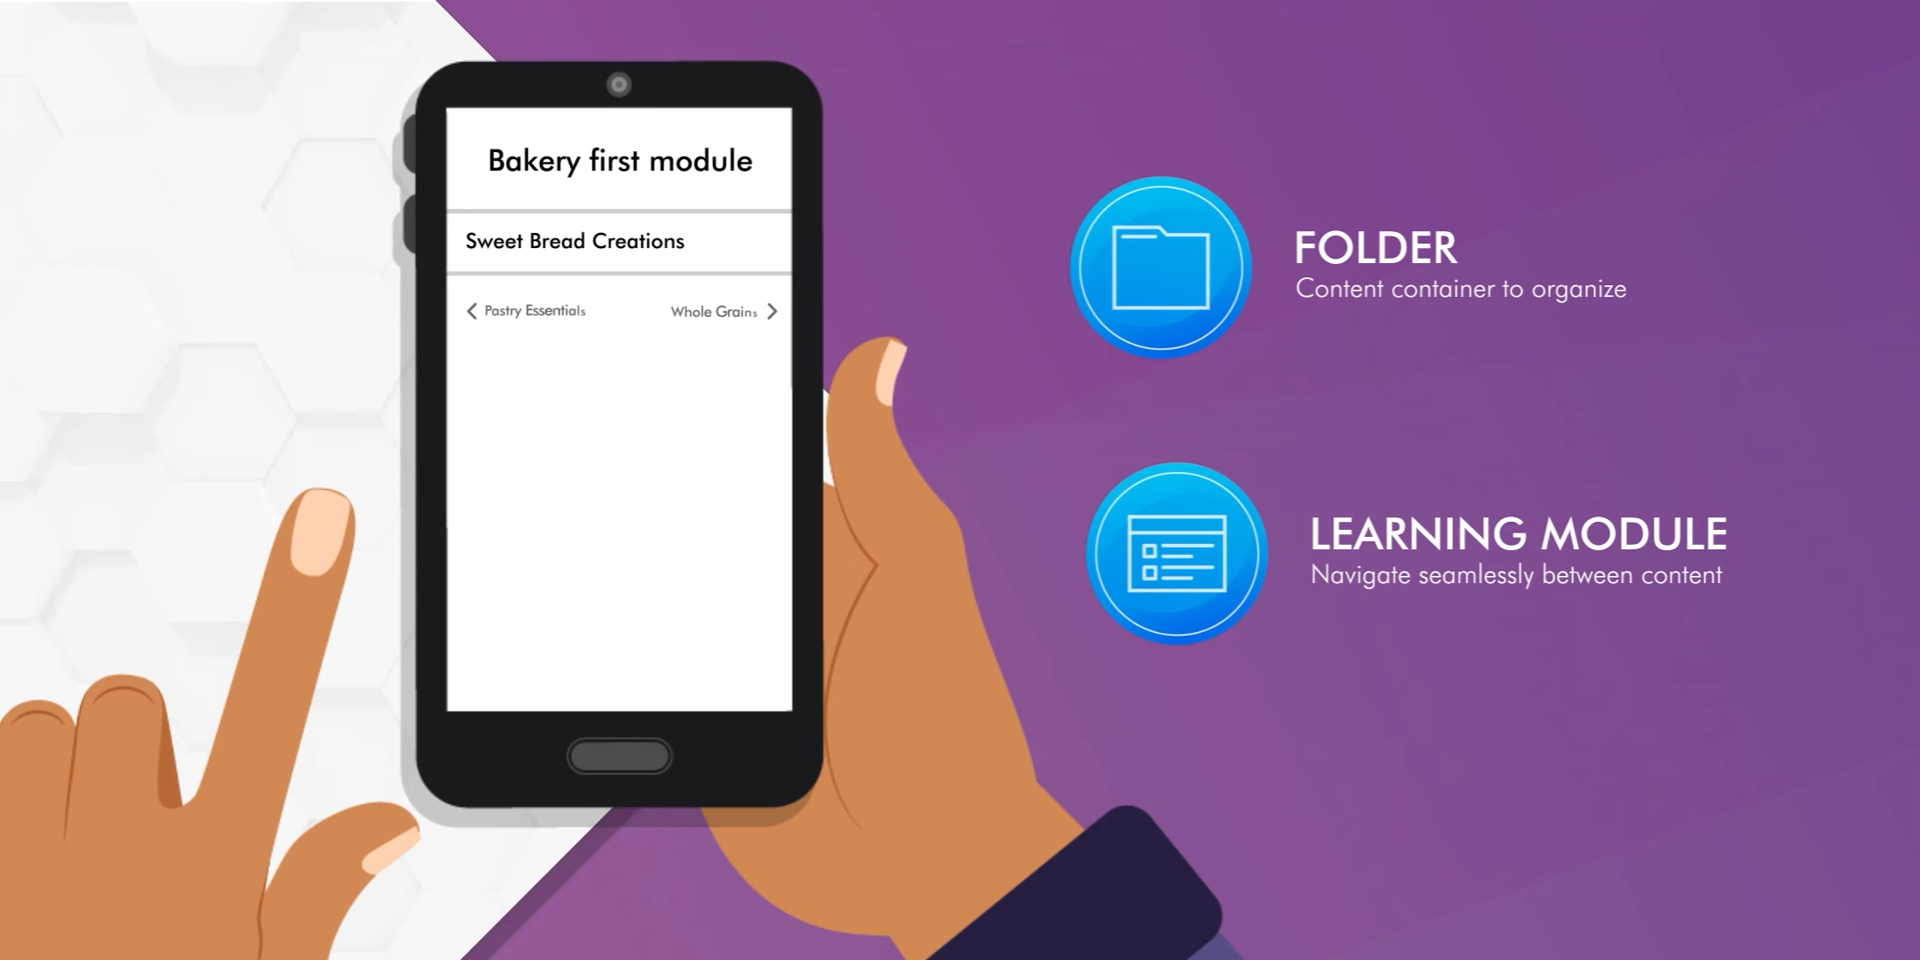 Bakery first module
Sweet Bread Creations
Pastry Essentials
Whole Grains
FOLDER
Content container to organize
LEARNING MODULE
Navigate seamlessly between content